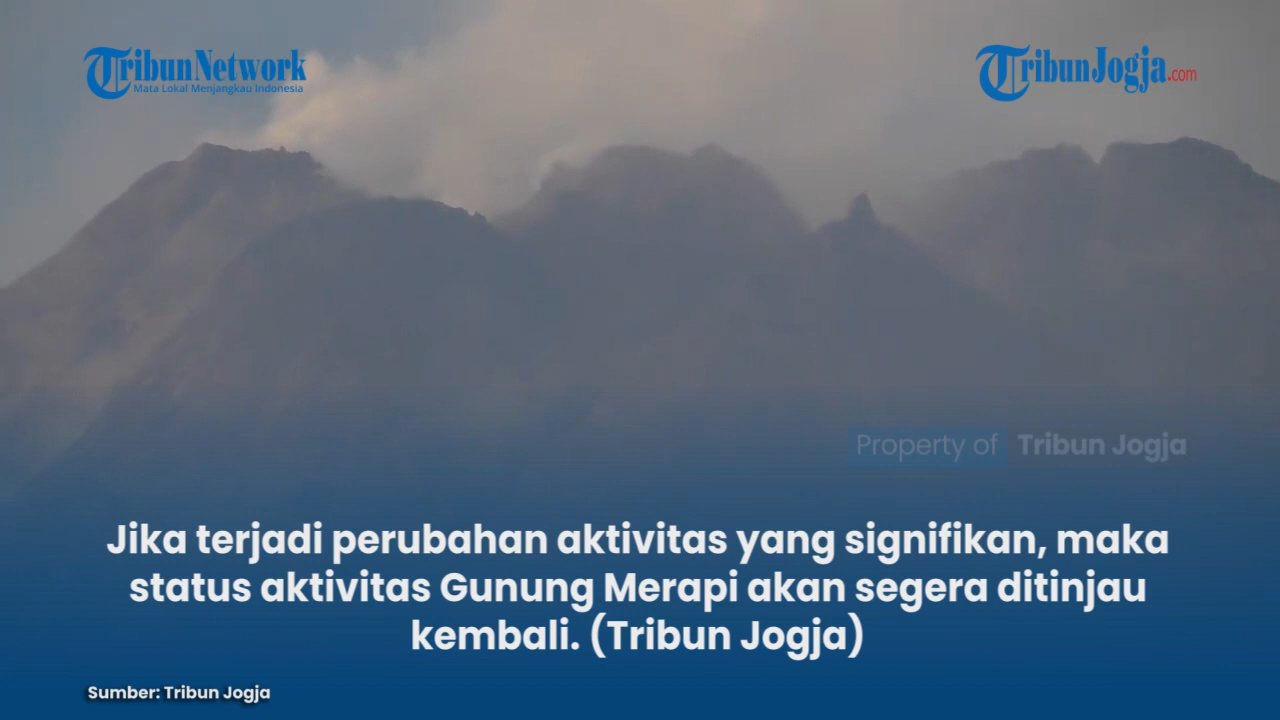 TribunNetwork
Mata Lokal Menjangkau Indonesia
TribunJogja.com
Property of Tribun Jogja
Jika terjadi perubahan aktivitas yang signifikan, maka
status aktivitas Gunung Merapi akan segera ditinjau
kembali. (Tribun Jogja)
Sumber: Tribun Jogja